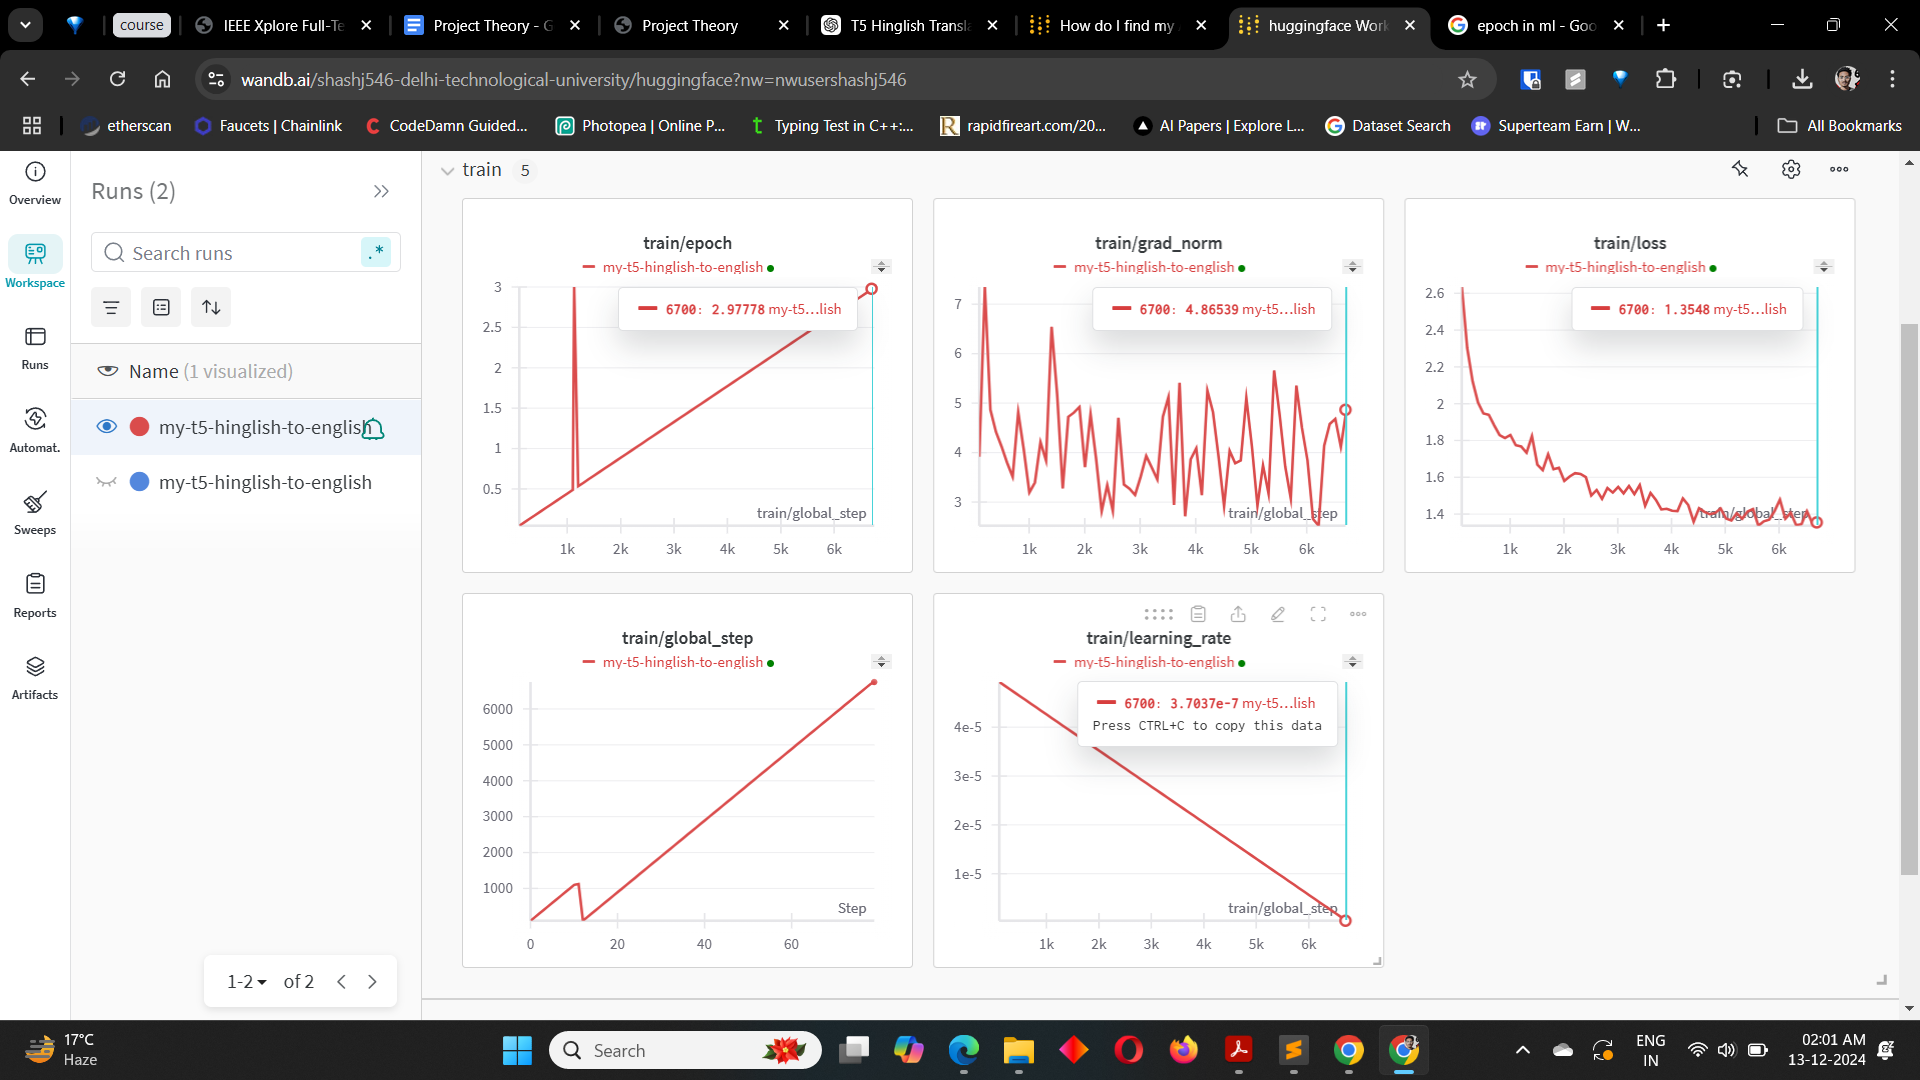 course
IEEE Xplore Full-Te
Project Theory - G
Project Theory
T5 Hinglish Transla
How do I find my
huggingface Work
epoch in ml - Goo
wandb.ai/shashj546-delhi-technological-university/huggingface?nw=nwusershashj546
etherscan
Faucets | Chainlink
CodeDamn Guided...
Photopea | Online P...
Typing Test in C++:...
rapidfireart.com/20...
AI Papers | Explore L...
Dataset Search
Superteam Earn | W...
All Bookmarks
Overview
Workspace
Runs
Automat.
Sweeps
Reports
Artifacts
Runs (2)
Search runs
.*
Name (1 visualized)
my-t5-hinglish-to-english
my-t5-hinglish-to-english
1-2 of 2
train 5
train/epoch
my-t5-hinglish-to-english
6700: 2.97778 my-t5...lish
3
2.5
2
1.5
1
0.5
train/global_step
1k 2k 3k 4k 5k 6k
train/grad_norm
my-t5-hinglish-to-english
6700: 4.86539 my-t5...lish
7
6
5
4
3
train/global_step
1k 2k 3k 4k 5k 6k
train/loss
my-t5-hinglish-to-english
6700: 1.3548 my-t5...lish
2.6
2.4
2.2
2
1.8
1.6
1.4
train/global_step
1k 2k 3k 4k 5k 6k
train/global_step
my-t5-hinglish-to-english
6000
5000
4000
3000
2000
1000
Step
0 20 40 60
train/learning_rate
my-t5-hinglish-to-english
6700: 3.7037e-7 my-t5...lish
Press CTRL+C to copy this data
4e-5
3e-5
2e-5
1e-5
train/global_step
1k 2k 3k 4k 5k 6k
17°C
Haze
Search
ENG
IN
02:01 AM
13-12-2024